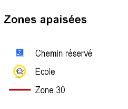 Zones apaisées
Chemin réservé
Ecole
Zone 30